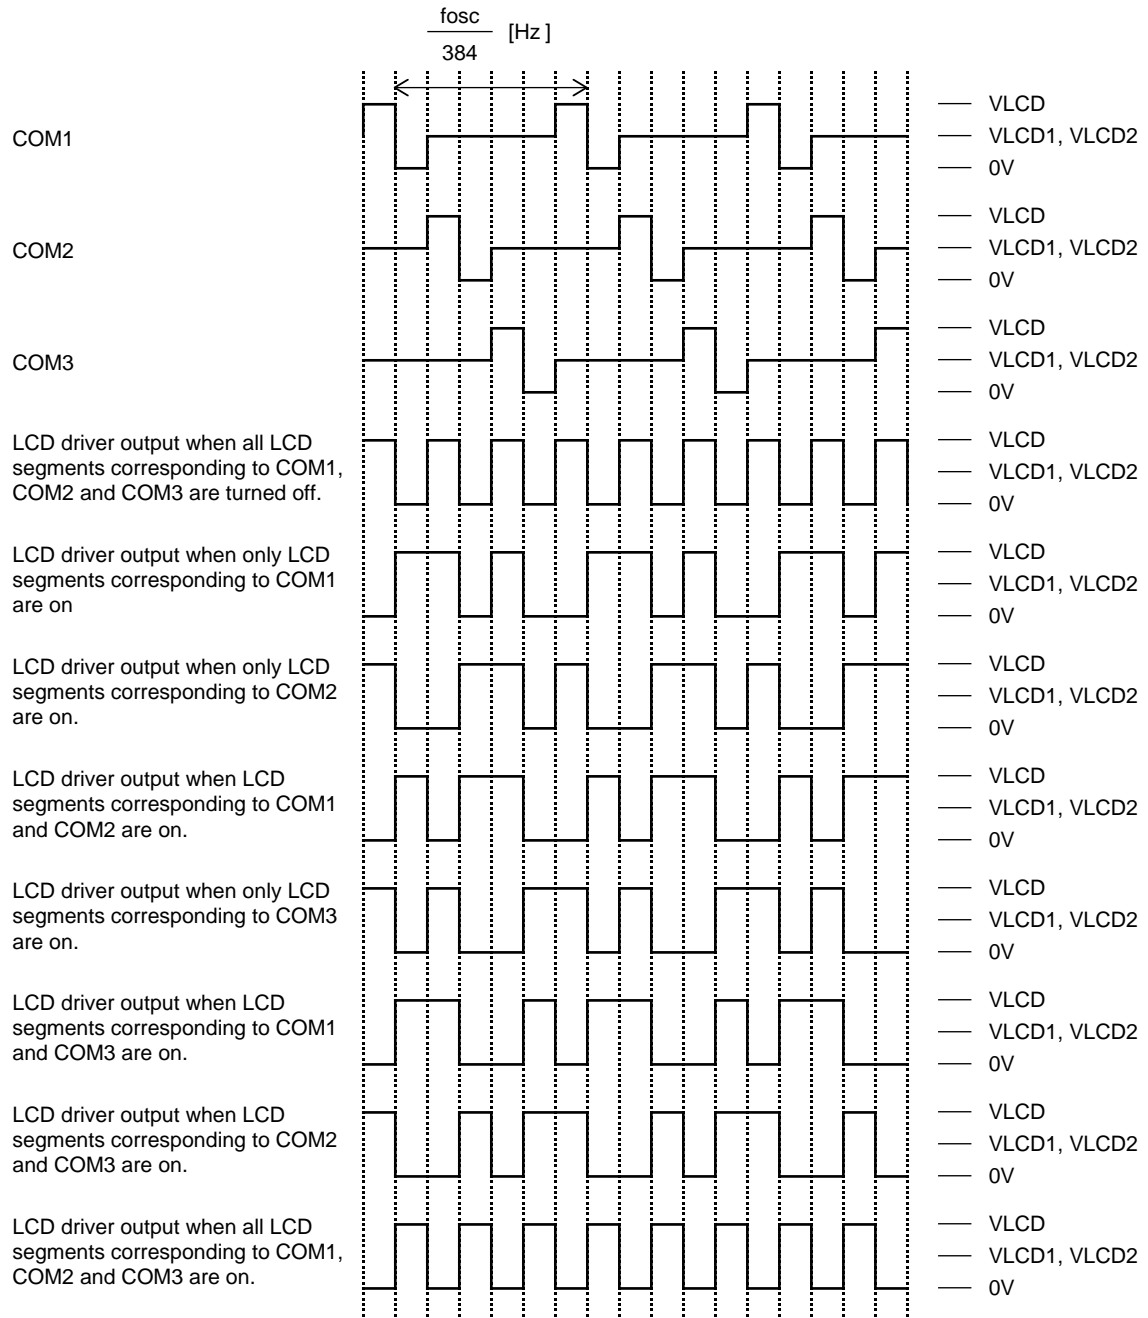 fosc
384
[Hz ]
COM1
VLCD
VLCD1, VLCD2
0V
COM2
VLCD
VLCD1, VLCD2
0V
COM3
VLCD
VLCD1, VLCD2
0V
LCD driver output when all LCD
segments corresponding to COM1,
COM2 and COM3 are turned off.
VLCD
VLCD1, VLCD2
0V
LCD driver output when only LCD
segments corresponding to COM1
are on
VLCD
VLCD1, VLCD2
0V
LCD driver output when only LCD
segments corresponding to COM2
are on.
VLCD
VLCD1, VLCD2
0V
LCD driver output when LCD
segments corresponding to COM1
and COM2 are on.
VLCD
VLCD1, VLCD2
0V
LCD driver output when only LCD
segments corresponding to COM3
are on.
VLCD
VLCD1, VLCD2
0V
LCD driver output when LCD
segments corresponding to COM1
and COM3 are on.
VLCD
VLCD1, VLCD2
0V
LCD driver output when LCD
segments corresponding to COM2
and COM3 are on.
VLCD
VLCD1, VLCD2
0V
LCD driver output when all LCD
segments corresponding to COM1,
COM2 and COM3 are on.
VLCD
VLCD1, VLCD2
0V